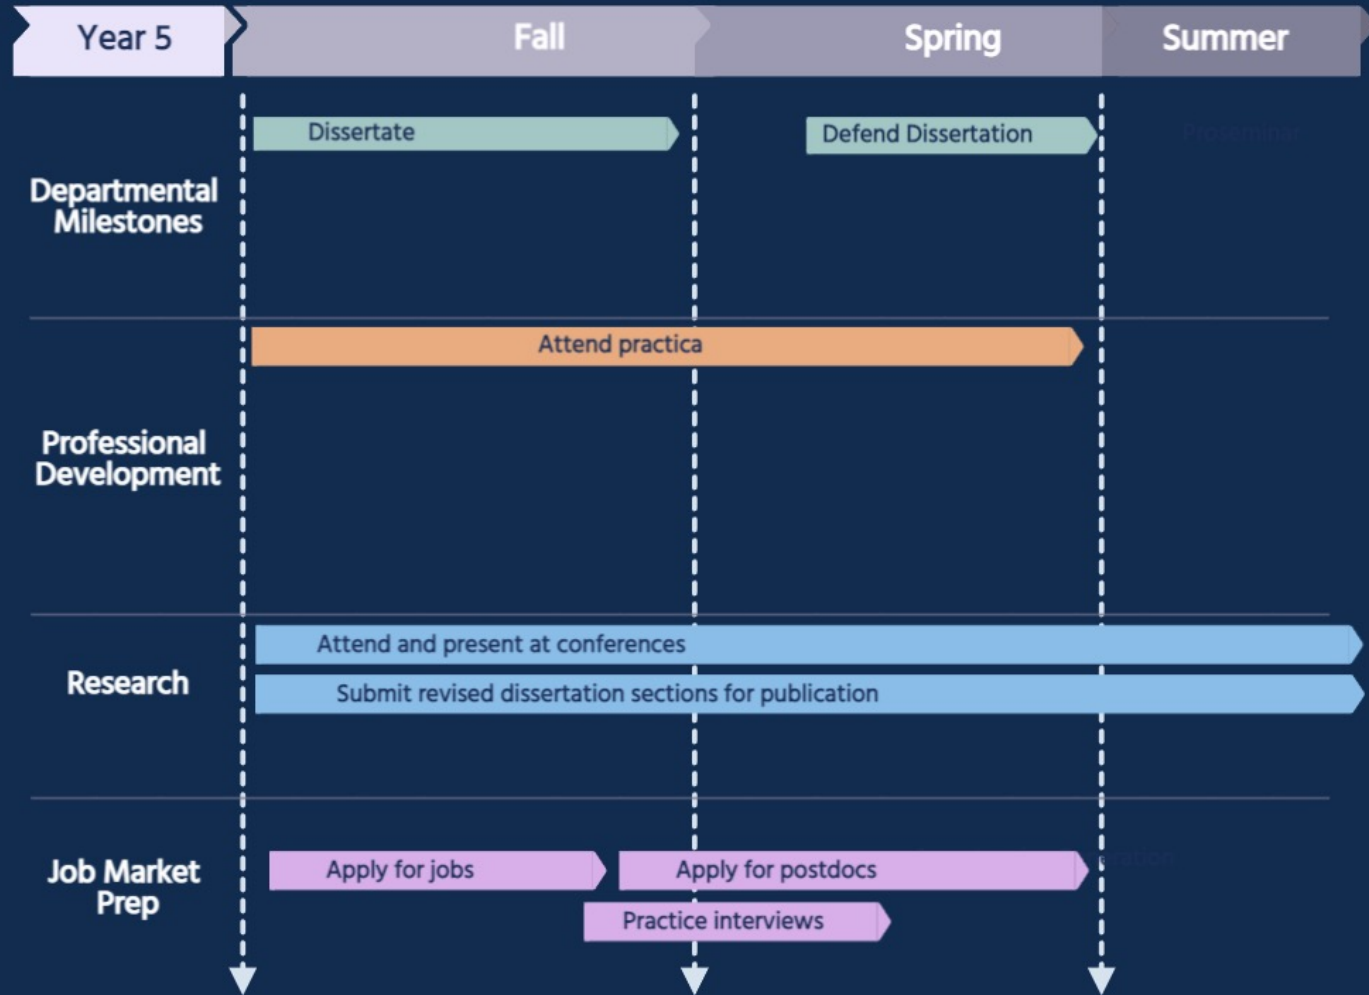 Year 5
Fall
Spring
Summer
Departmental
Milestones
Dissertate
Defend Dissertation
Proseminar
Professional
Development
Attend practica
Research
Attend and present at conferences
Submit revised dissertation sections for publication
Job Market
Prep
Apply for jobs
Apply for postdocs
Practice interviews